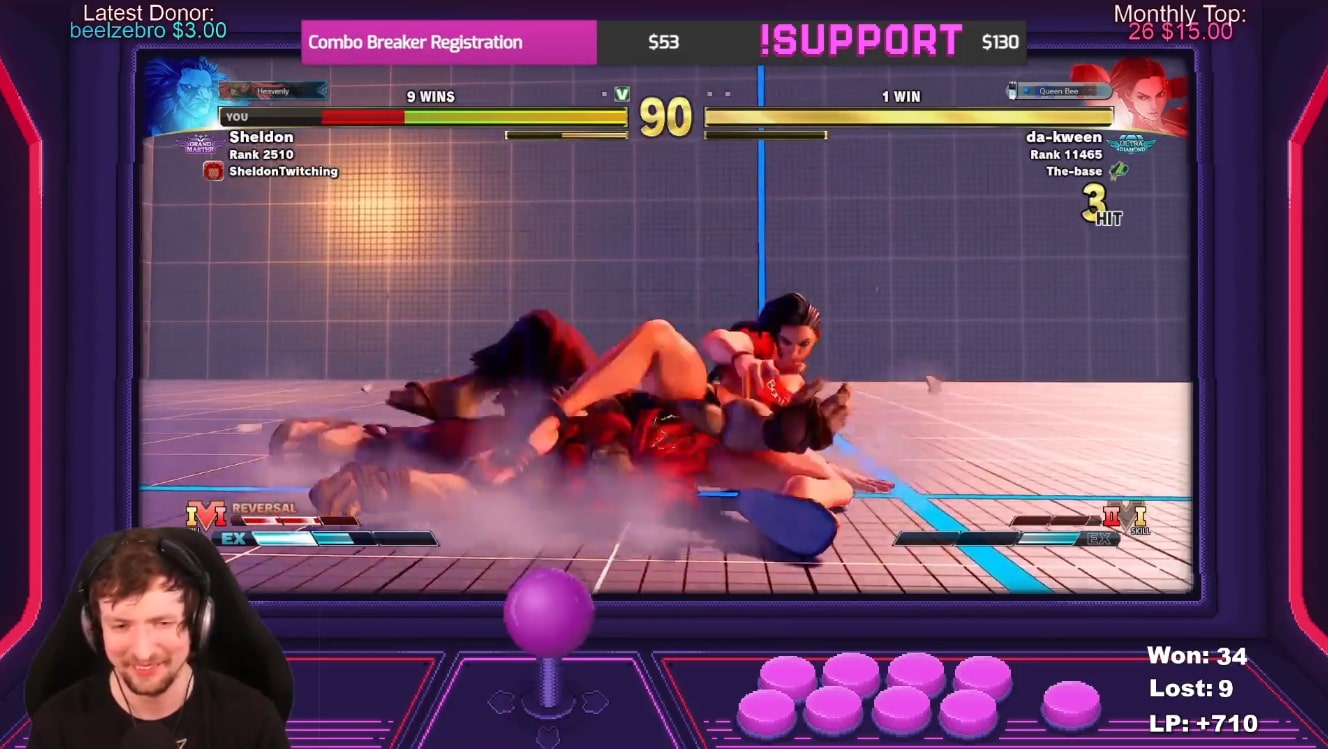 Latest Donor:
beelzebro $3.00
Combo Breaker Registration
$53
!SUPPORT
$130
Monthly Top:
26 $15.00
Heavenly
9 WINS
V
90
1 WIN
Queen Bee
YOU
Sheldon
GRAND MASTER
Rank 2510
SheldonTwitching
da-kween
ULTRA DIAMOND
Rank 11465
The-base
3 HIT
I I
REVERSAL
EX
II I
SKILL
EX
Won: 34
Lost: 9
LP: +710